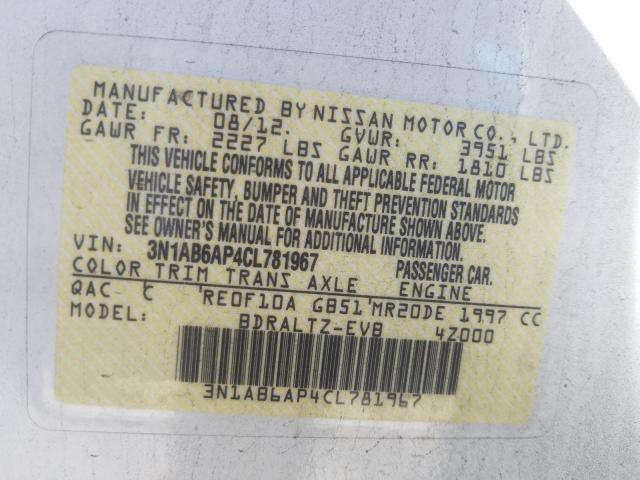 MANUFACTURED BY NISSAN MOTOR CO., LTD.
DATE: 08/12. GVWR: 3951 LBS
GAWR FR: 2227 LBS GAWR RR: 1810 LBS
THIS VEHICLE CONFORMS TO ALL APPLICABLE FEDERAL MOTOR
VEHICLE SAFETY, BUMPER AND THEFT PREVENTION STANDARDS
IN EFFECT ON THE DATE OF MANUFACTURE SHOWN ABOVE.
SEE OWNER'S MANUAL FOR ADDITIONAL INFORMATION.
VIN: 3N1AB6AP4CL781967 PASSENGER CAR.
COLOR TRIM TRANS AXLE ENGINE
QAC C RE0F10A GB51 MR20DE 1997 CC
MODEL: BDRALTZ-EVB 4Z000
3N1AB6AP4CL781967